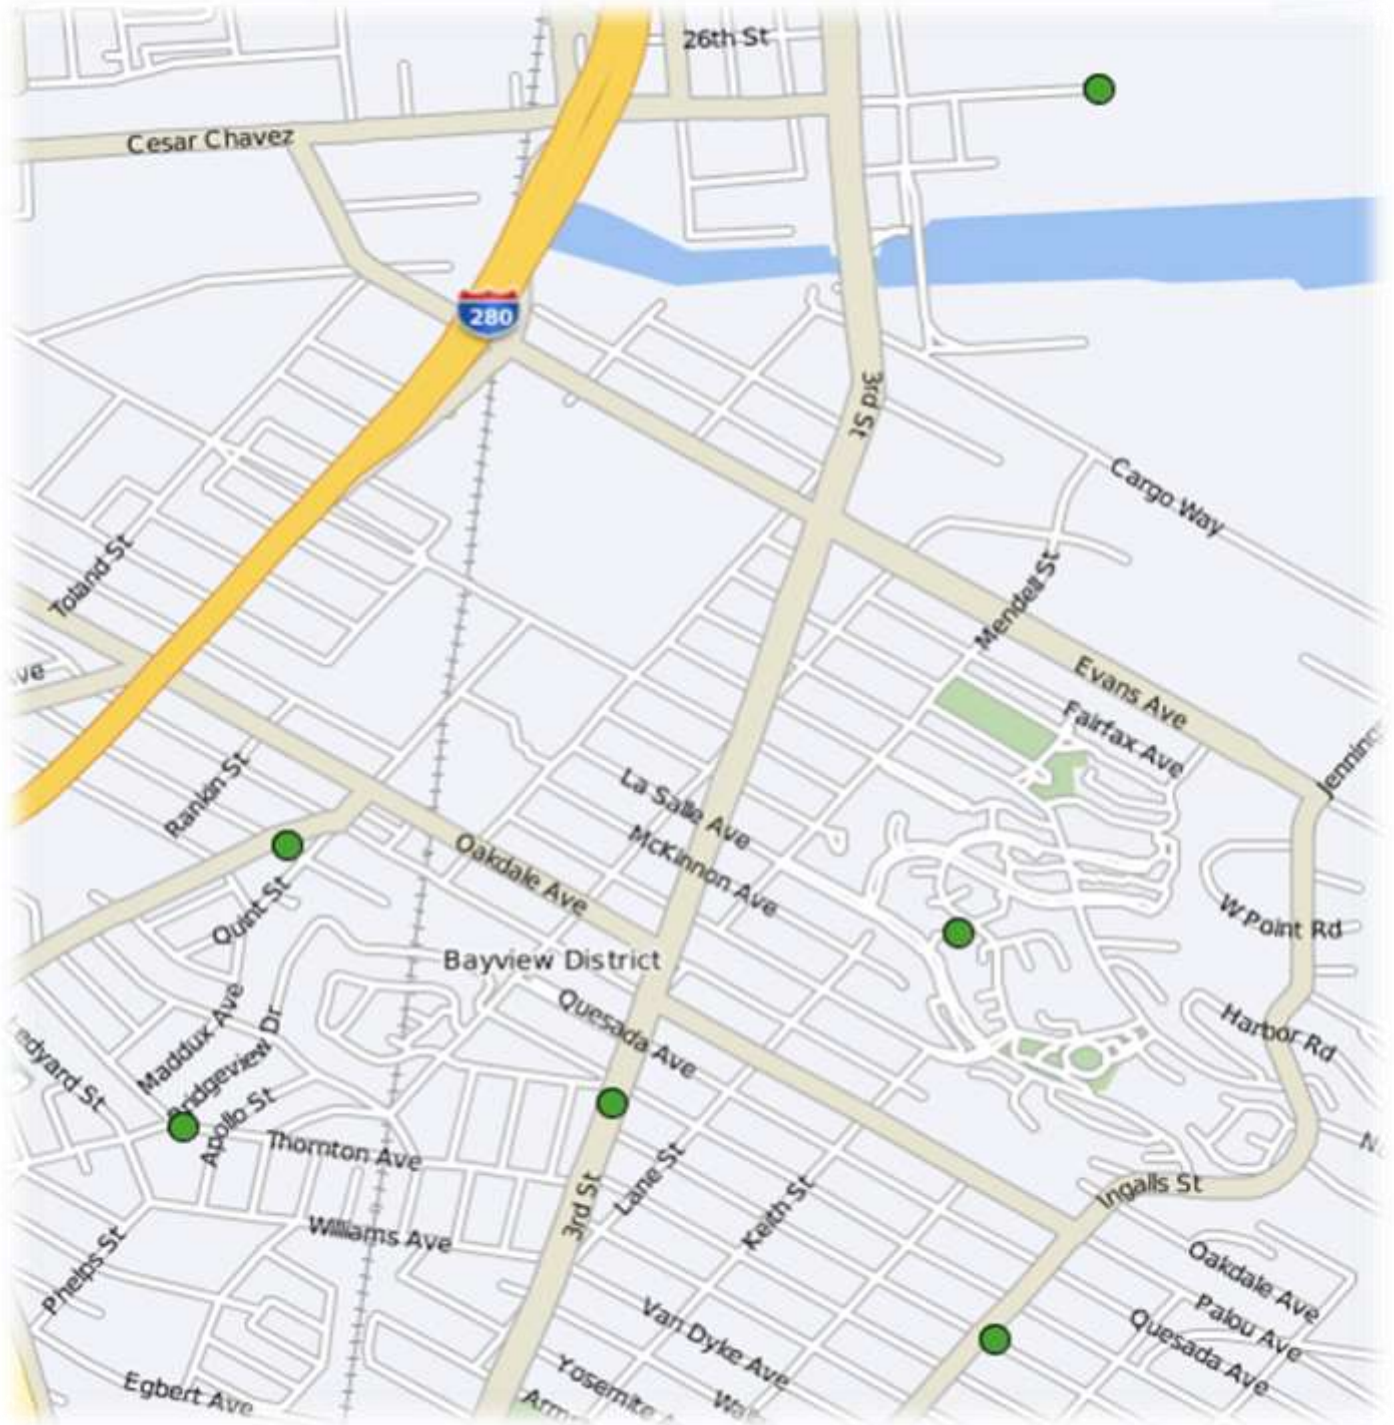 26th St
Cesar Chavez
280
3rd St
Cargo Way
Toland St
Mendell St
Evans Ave
Fairfax Ave
Rankin St
La Salle Ave
McKinnon Ave
Oakdale Ave
Quint St
W Point Rd
Bayview District
Quesada Ave
Maddux Ave
Bridgeview Dr
Harbor Rd
Apollo St
Thornton Ave
Lane St
Ingalls St
3rd St
Keith St
Williams Ave
Phelps St
Oakdale Ave
Palou Ave
Quesada Ave
Van Dyke Ave
Yosemite
Egbert Ave